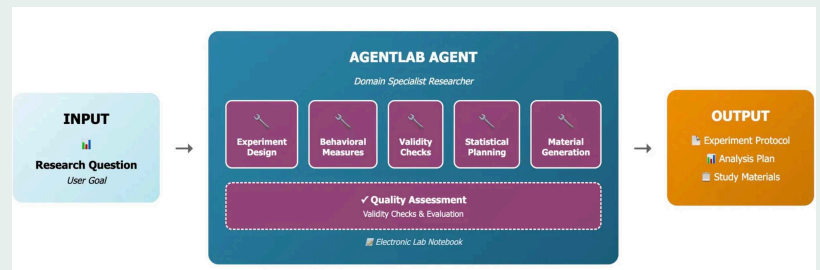 INPUT
📊
Research Question
User Goal
→
AGENTLAB AGENT
Domain Specialist Researcher
🔧 Experiment
Design
🔧 Behavioral
Measures
🔧 Validity
Checks
🔧 Statistical
Planning
🔧 Material
Generation
✓ Quality Assessment
Validity Checks & Evaluation
📝 Electronic Lab Notebook
→
OUTPUT
Experiment Protocol
📊 Analysis Plan
Study Materials